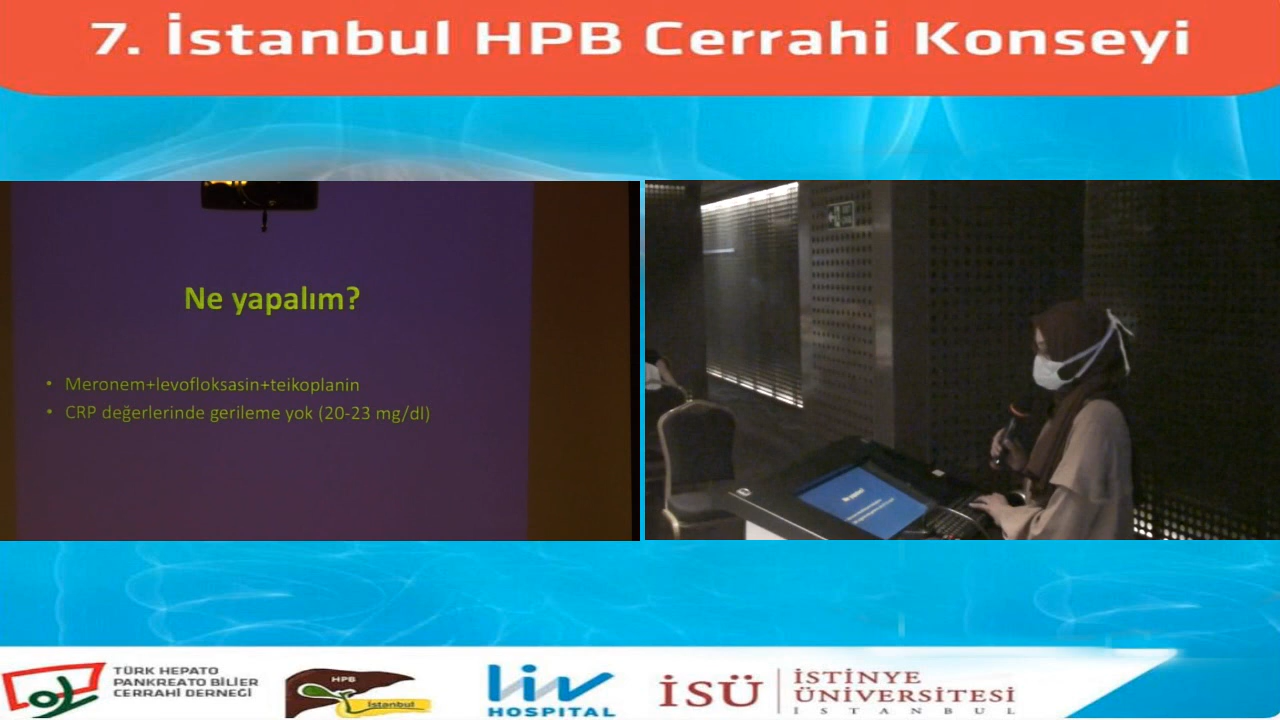 7. İstanbul HPB Cerrahi Konseyi
Ne yapalım?
• Meronem+levofloksasin+teikoplanin
• CRP değerlerinde gerileme yok (20-23 mg/dl)
TÜRK HEPATO
PANKREATO BİLİER
CERRAHİ DERNEĞİ
HPB
İstanbul
liv
HOSPITAL
İSÜ
İSTİNYE
ÜNİVERSİTESİ
İSTANBUL